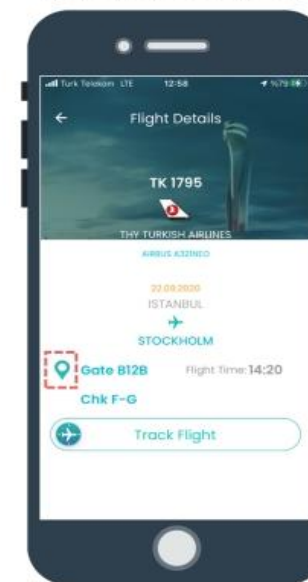 Turk Telekom LTE 12:58 %79
Flight Details
TK 1795
THY TURKISH AIRLINES
AIRBUS A321NEO
22.08.2020
ISTANBUL
STOCKHOLM
Gate B12B Flight Time: 14:20
Chk F-G
Track Flight